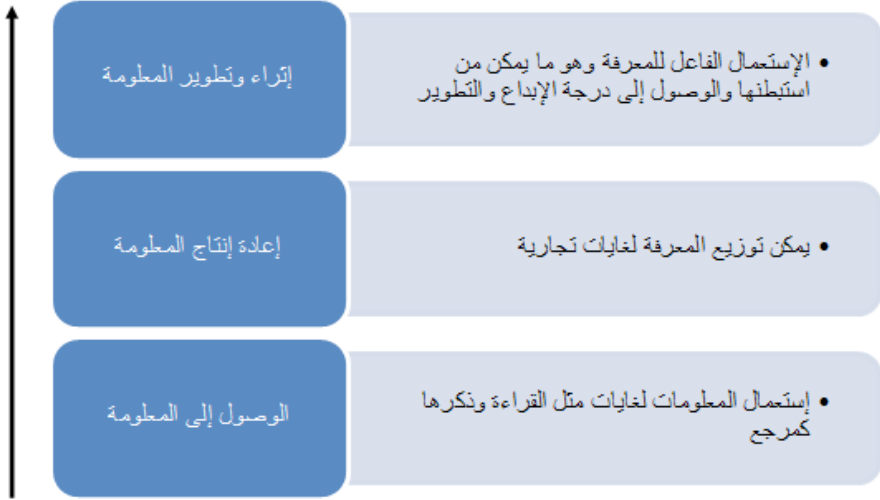 إثراء وتطوير المعلومة
• الإستعمال الفاعل للمعرفة وهو ما يمكن من
استبطنها والوصول إلى درجة الإبداع والتطوير
إعادة إنتاج المعلومة
• يمكن توزيع المعرفة لغايات تجارية
الوصول إلى المعلومة
• إستعمال المعلومات لغايات مثل القراءة وذكرها
كمرجع